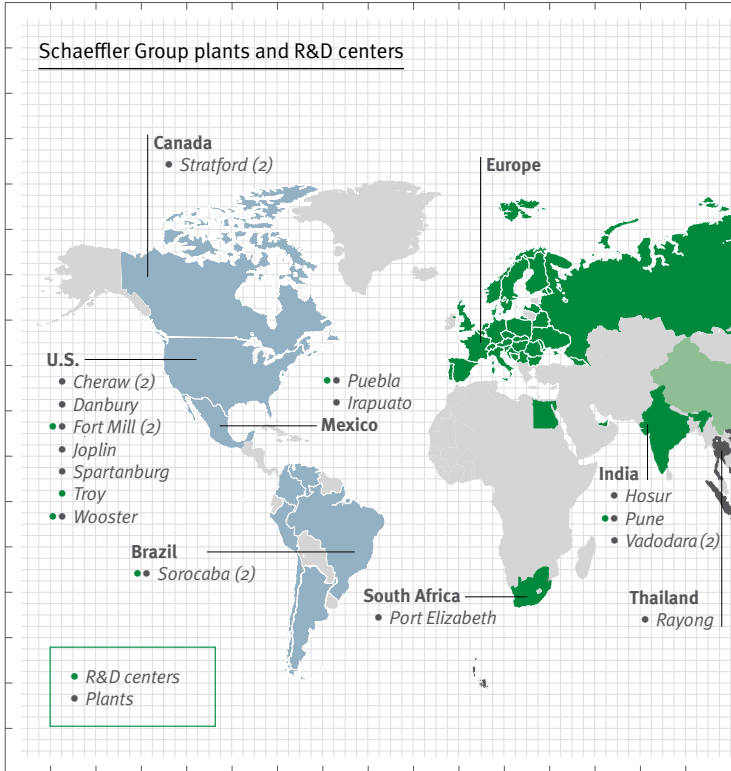 Schaeffler Group plants and R&D centers
Canada
Stratford (2)
Europe
U.S.
Cheraw (2)
Danbury
Fort Mill (2)
Joplin
Spartanburg
Troy
Wooster
Puebla
Irapuato
Mexico
Brazil
Sorocaba (2)
South Africa
Port Elizabeth
India
Hosur
Pune
Vadodara (2)
Thailand
Rayong
R&D centers
Plants